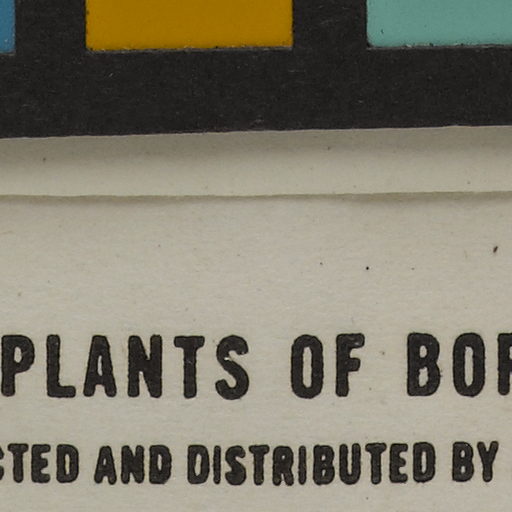 PLANTS OF BOR
CTED AND DISTRIBUTED BY